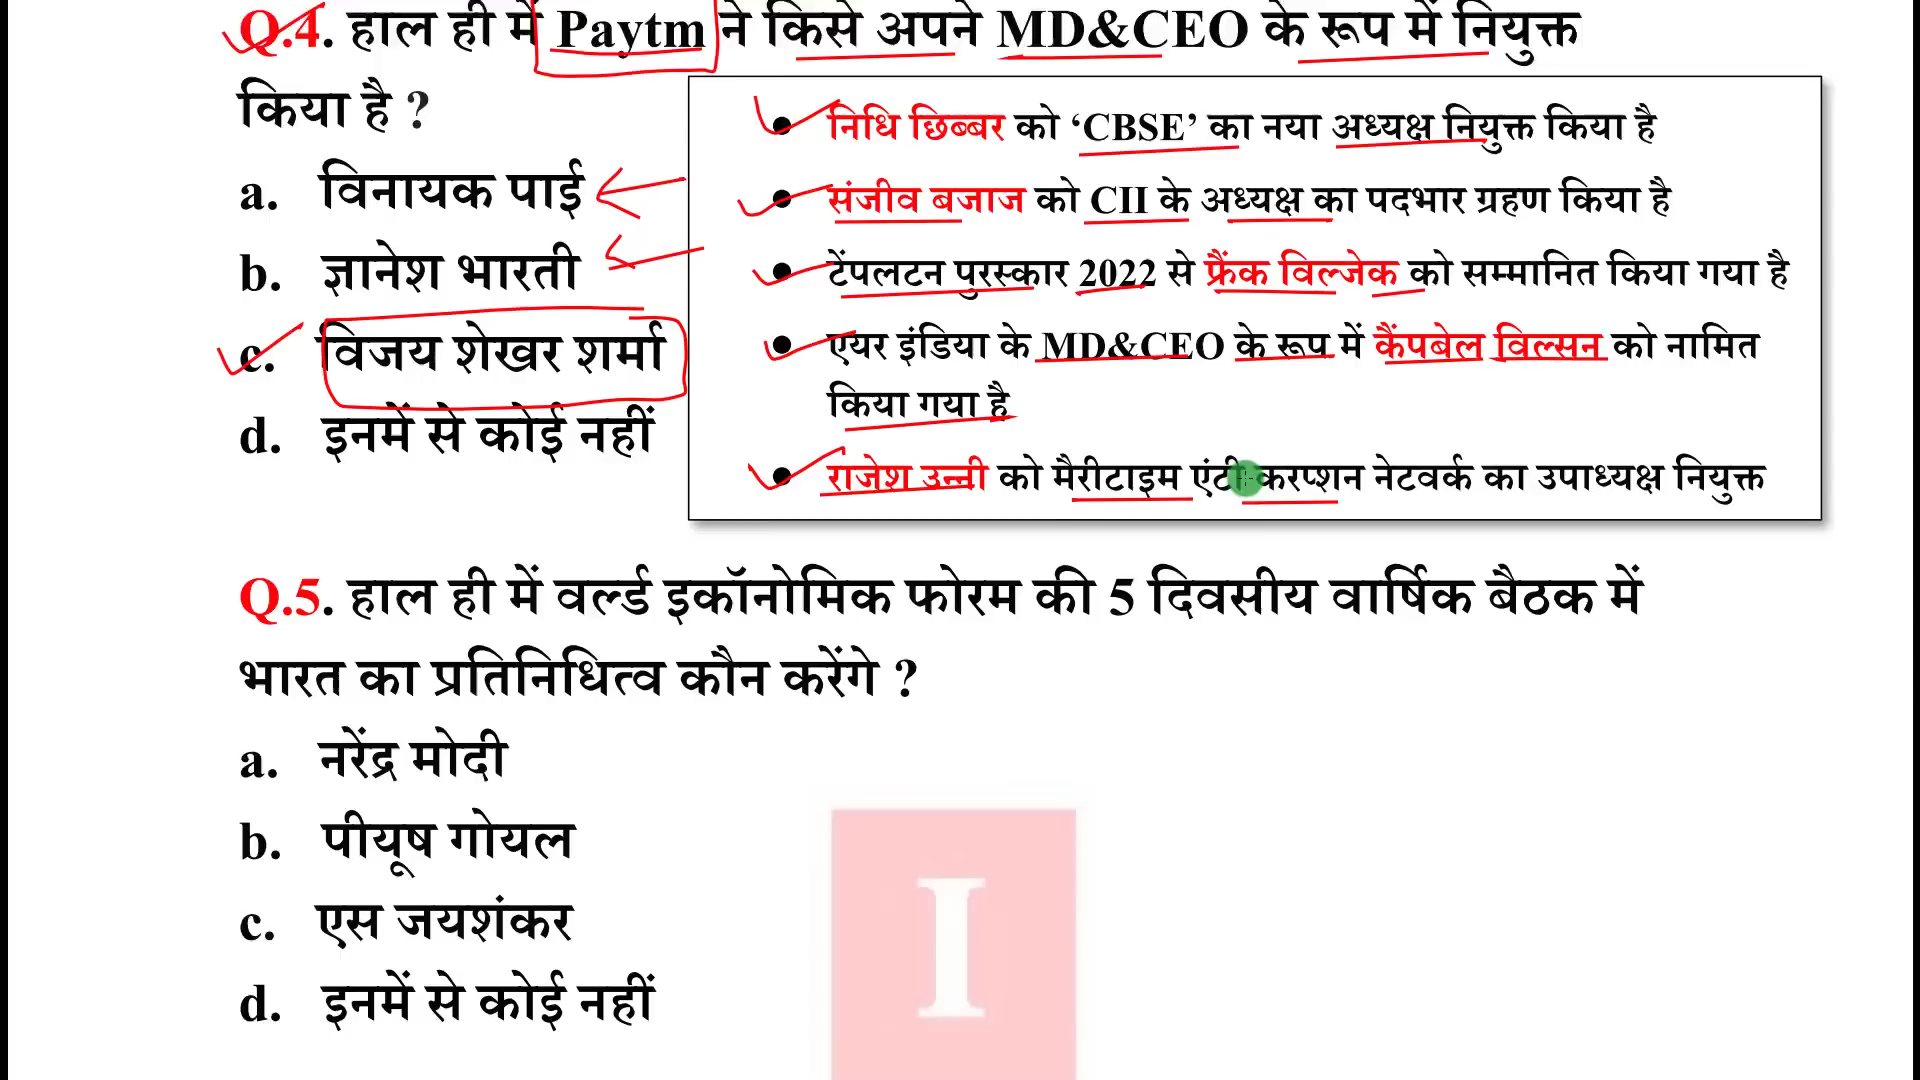 Q.4. हाल ही में Paytm ने किसे अपने MD&CEO के रूप में नियुक्त
किया है ?
a. विनायक पाई
b. ज्ञानेश भारती
c. विजय शेखर शर्मा
d. इनमें से कोई नहीं
• निधि छिब्बर को ‘CBSE’ का नया अध्यक्ष नियुक्त किया है
• संजीव बजाज को CII के अध्यक्ष का पदभार ग्रहण किया है
• टेंपलटन पुरस्कार 2022 से फ्रैंक विल्जेक को सम्मानित किया गया है
• एयर इंडिया के MD&CEO के रूप में कैंपबेल विल्सन को नामित
किया गया है
• राजेश उन्नी को मैरीटाइम एंटी करप्शन नेटवर्क का उपाध्यक्ष नियुक्त
Q.5. हाल ही में वर्ल्ड इकॉनोमिक फोरम की 5 दिवसीय वार्षिक बैठक में
भारत का प्रतिनिधित्व कौन करेंगे ?
a. नरेंद्र मोदी
b. पीयूष गोयल
c. एस जयशंकर
d. इनमें से कोई नहीं
I